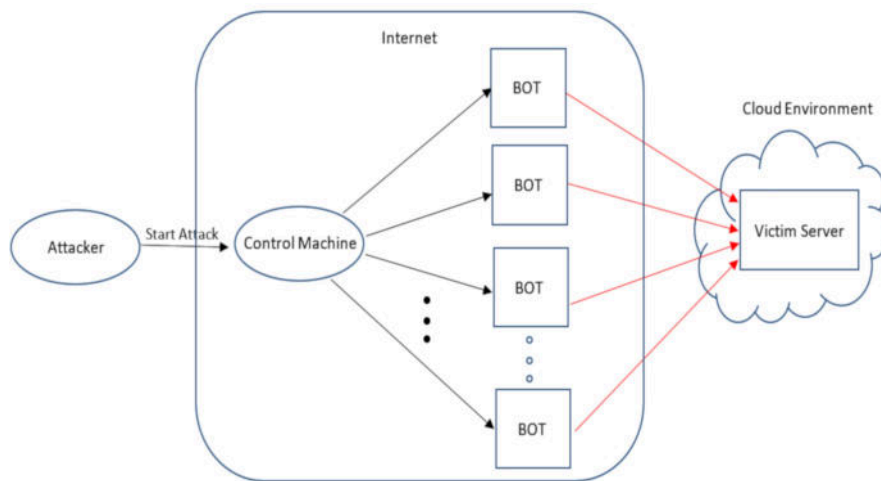 Internet
BOT
Cloud Environment
BOT
Start Attack
Attacker
Control Machine
Victim Server
BOT
BOT